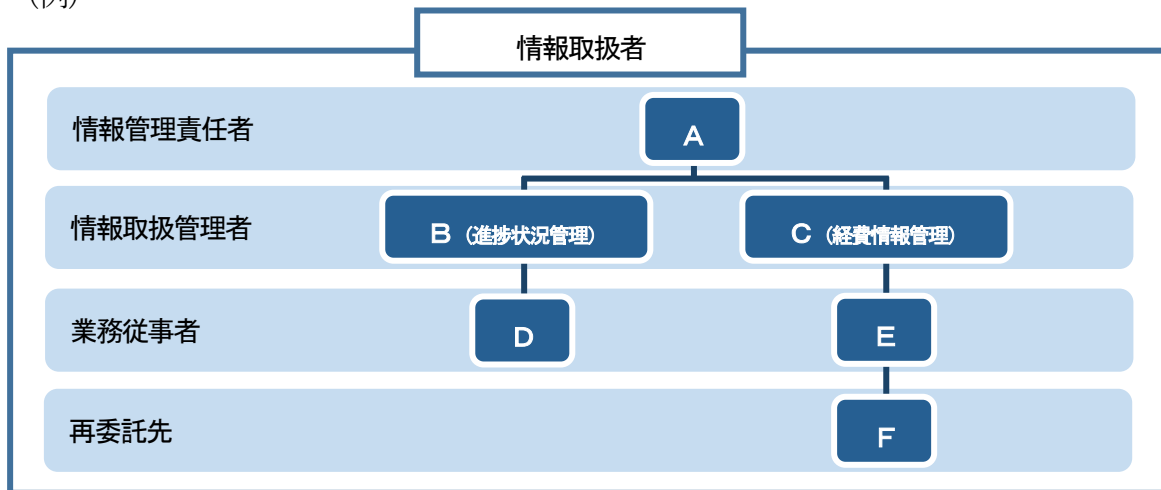 （例）
情報取扱者
情報管理責任者
A
情報取扱管理者
B（進捗状況管理）
C（経費情報管理）
業務従事者
D
E
再委託先
F